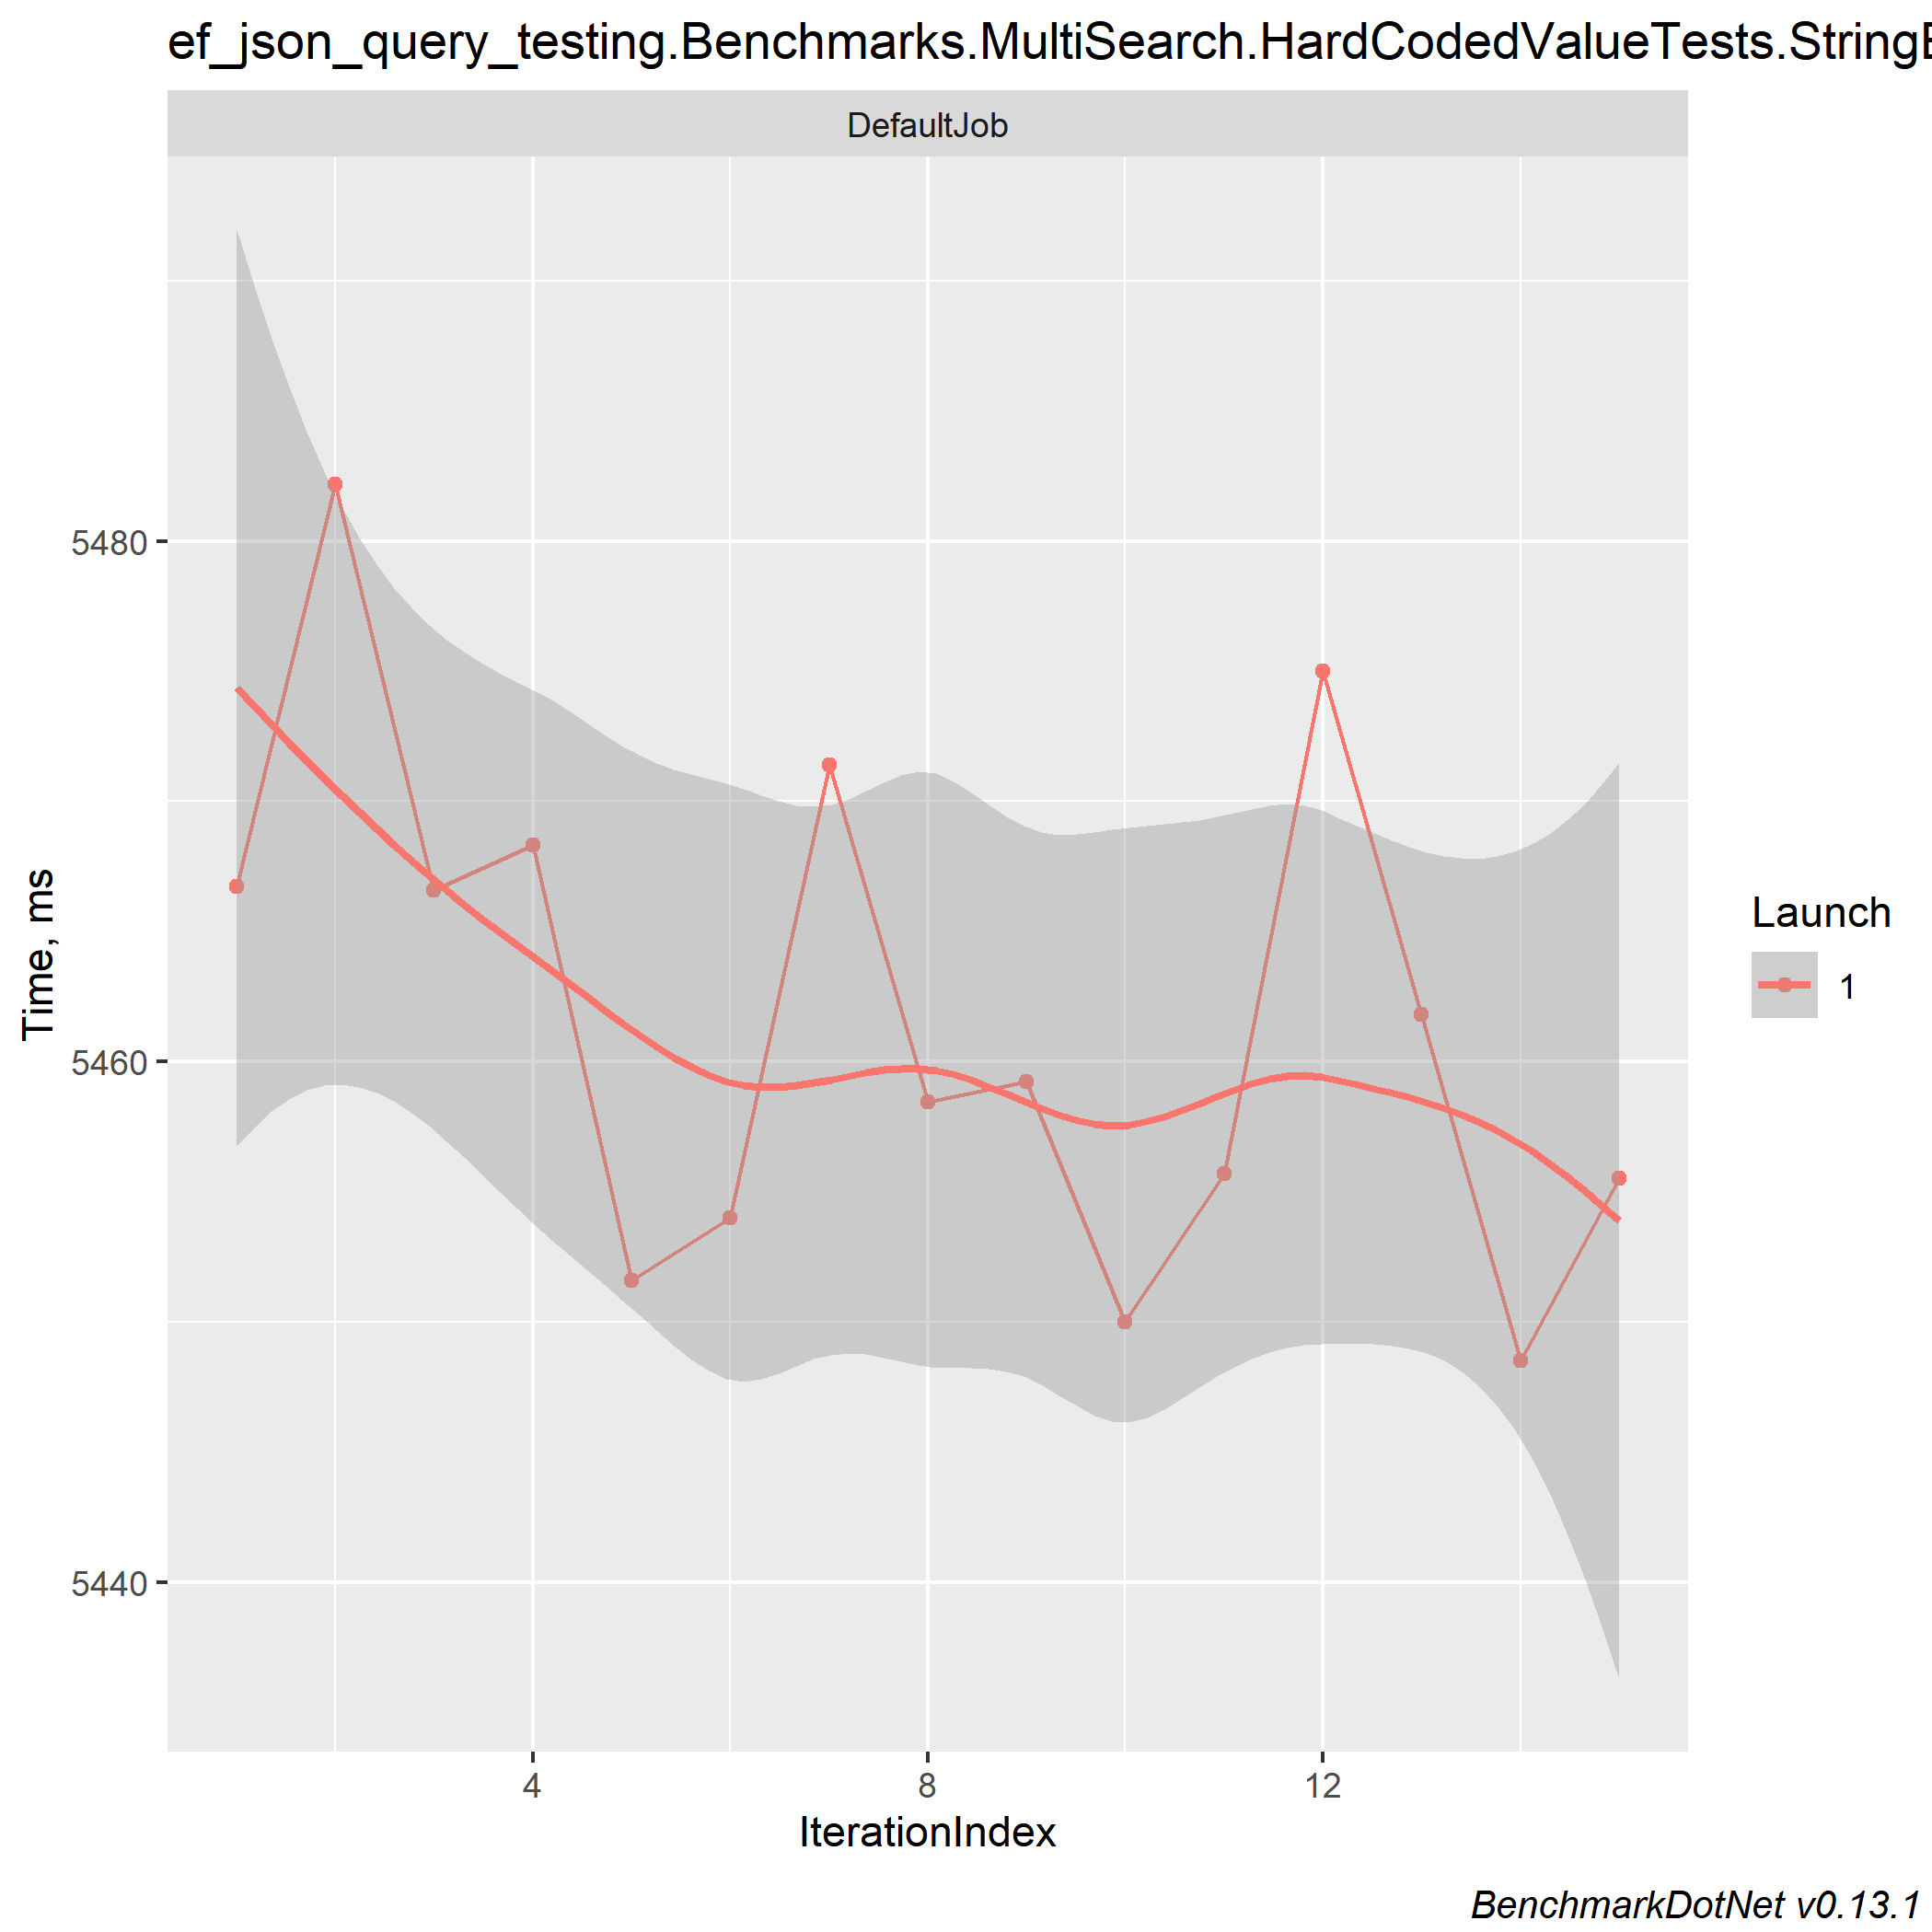 ef_json_query_testing.Benchmarks.MultiSearch.HardCodedValueTests.StringE
DefaultJob
5480
5460
5440
Time, ms
4
8
12
IterationIndex
Launch
1
BenchmarkDotNet v0.13.1